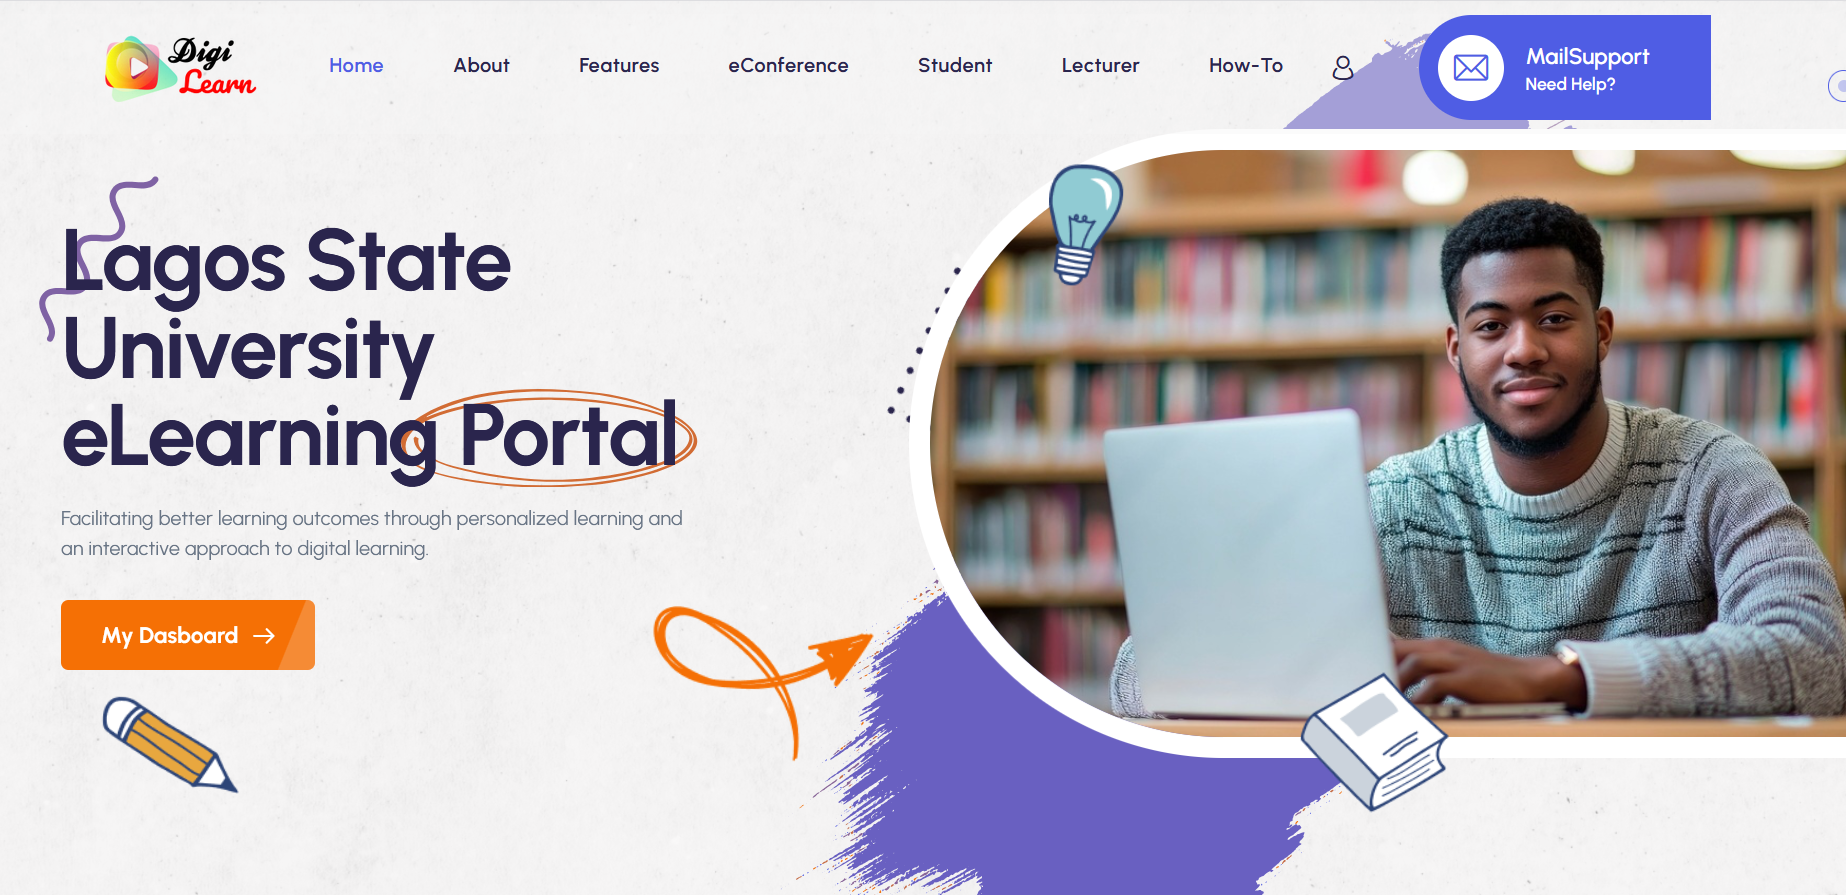 Digi
Learn
Home
About
Features
eConference
Student
Lecturer
How-To
MailSupport
Need Help?
Lagos State
University
eLearning Portal
Facilitating better learning outcomes through personalized learning and
an interactive approach to digital learning.
My Dasboard